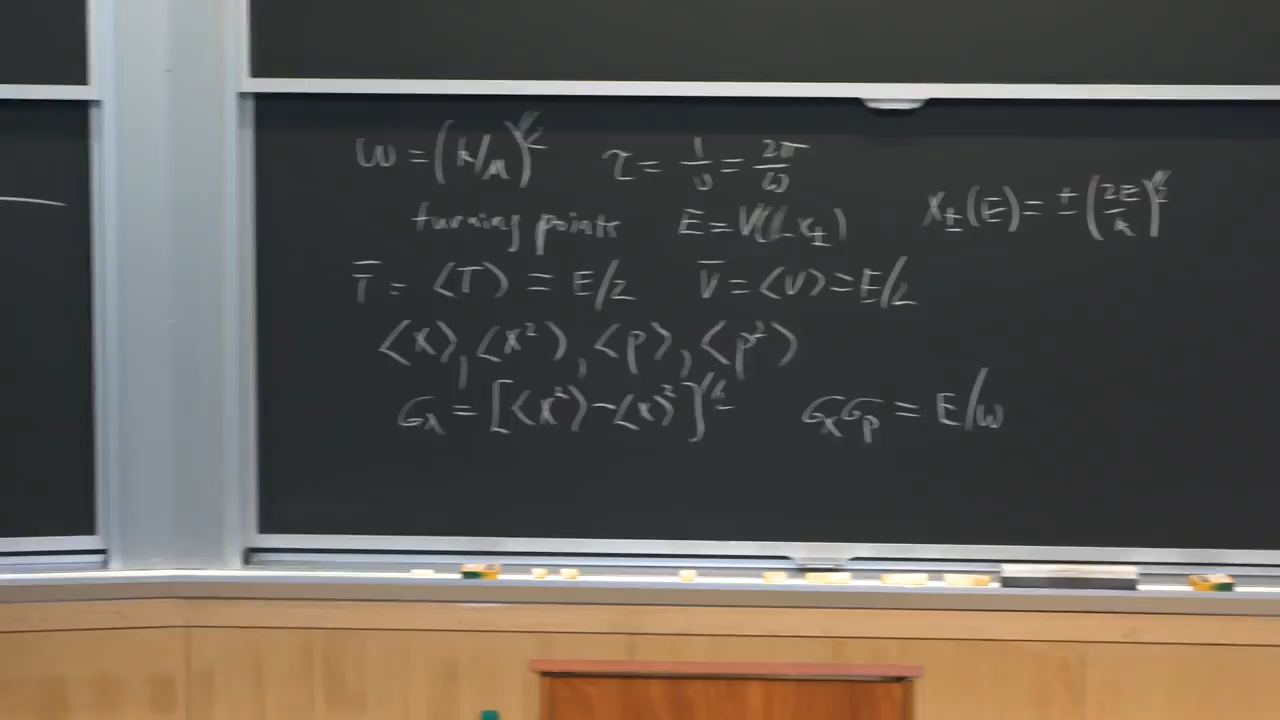 ω = (k/μ)^1/2 τ = 1/υ = 2π/ω
turning points E = V(x±) x±(E) = ±(2E/k)^1/2
T̅ = ⟨T⟩ = E/2 V̅ = ⟨V⟩ = E/2
⟨x⟩, ⟨x²⟩, ⟨p⟩, ⟨p²⟩
σx = [⟨x²⟩-⟨x⟩²]^1/2 σxσp = E/ω